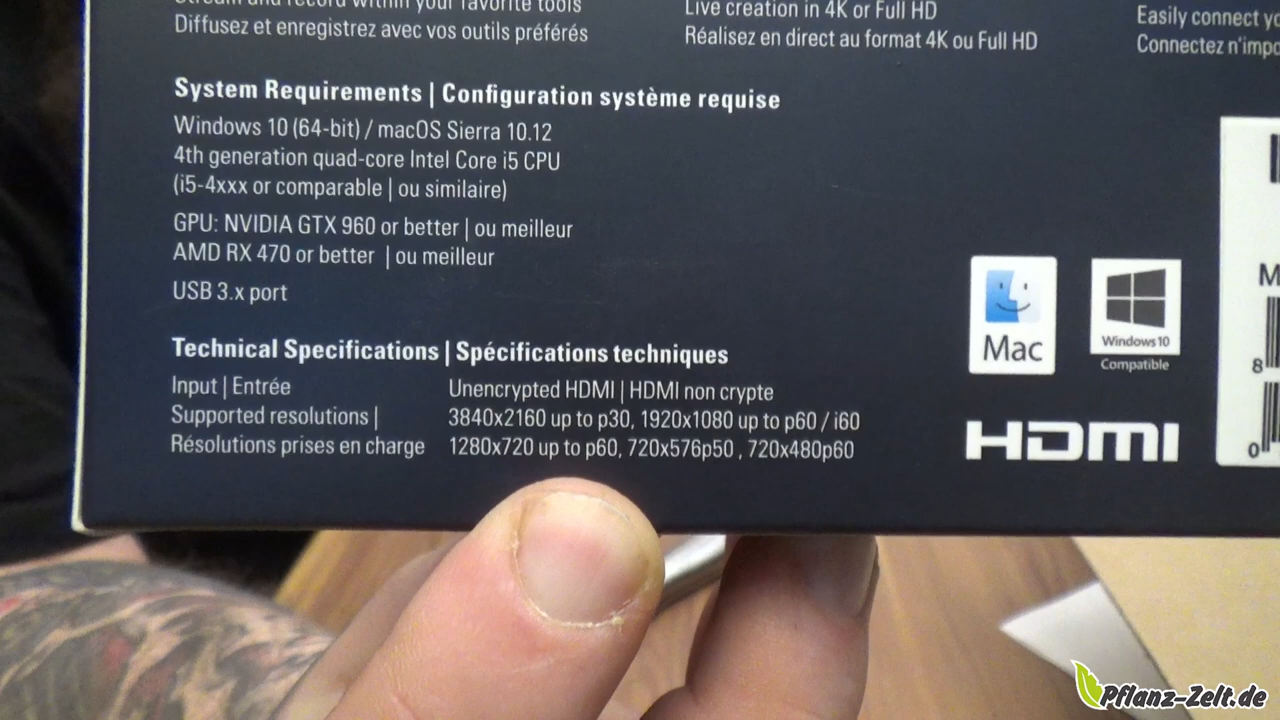 Stream and record within your favorite tools
Diffusez et enregistrez avec vos outils préférés
Live creation in 4K or Full HD
Réalisez en direct au format 4K ou Full HD
Easily connect
Connectez
System Requirements | Configuration système requise
Windows 10 (64-bit) / macOS Sierra 10.12
4th generation quad-core Intel Core i5 CPU
(i5-4xxx or comparable | ou similaire)
GPU: NVIDIA GTX 960 or better | ou meilleur
AMD RX 470 or better | ou meilleur
USB 3.x port
Technical Specifications | Spécifications techniques
Input | Entrée Unencrypted HDMI | HDMI non crypte
Supported resolutions | 3840x2160 up to p30, 1920x1080 up to p60 / i60
Résolutions prises en charge 1280x720 up to p60, 720x576p50 , 720x480p60
Mac
Windows 10
Compatible
HDMI
M
8
0
Pflanz-Zelt.de